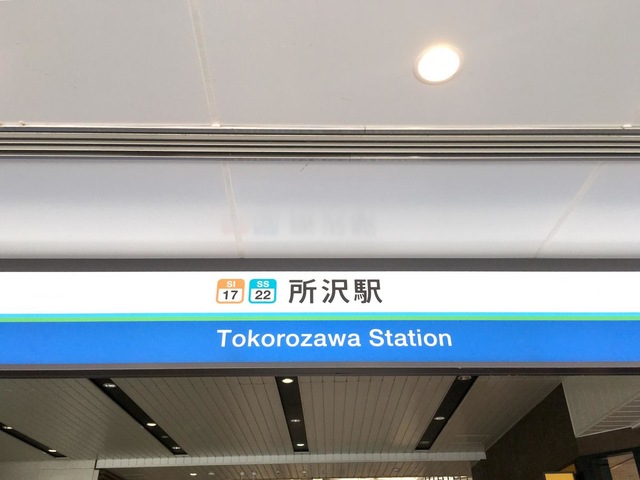 SI 17 SS 22 所沢駅
Tokorozawa Station